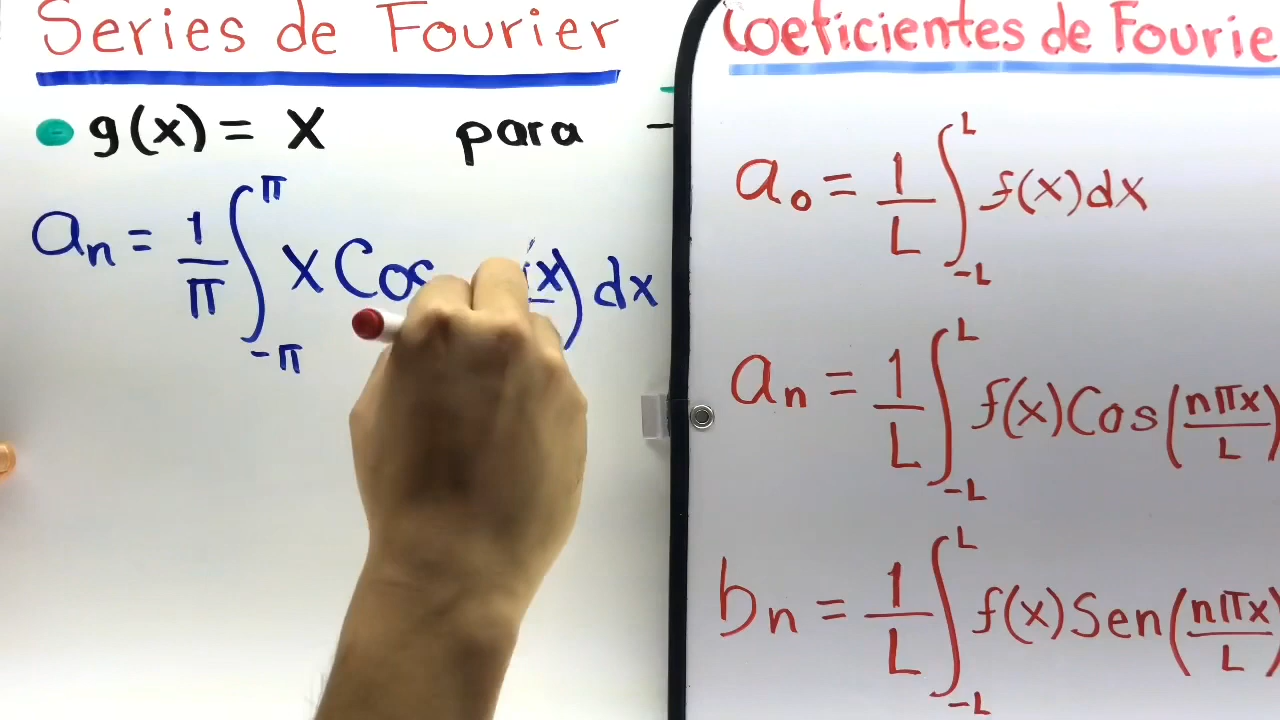 Series de Fourier
g(x) = X para -
an = 1/π ∫_-π^π X Cos x) dx
Coeficientes de Fourie
a₀ = 1/L ∫_-L^L f(x)dx
an = 1/L ∫_-L^L f(x)Cos(nπx/L
bn = 1/L ∫_-L^L f(x)Sen(nπx/L